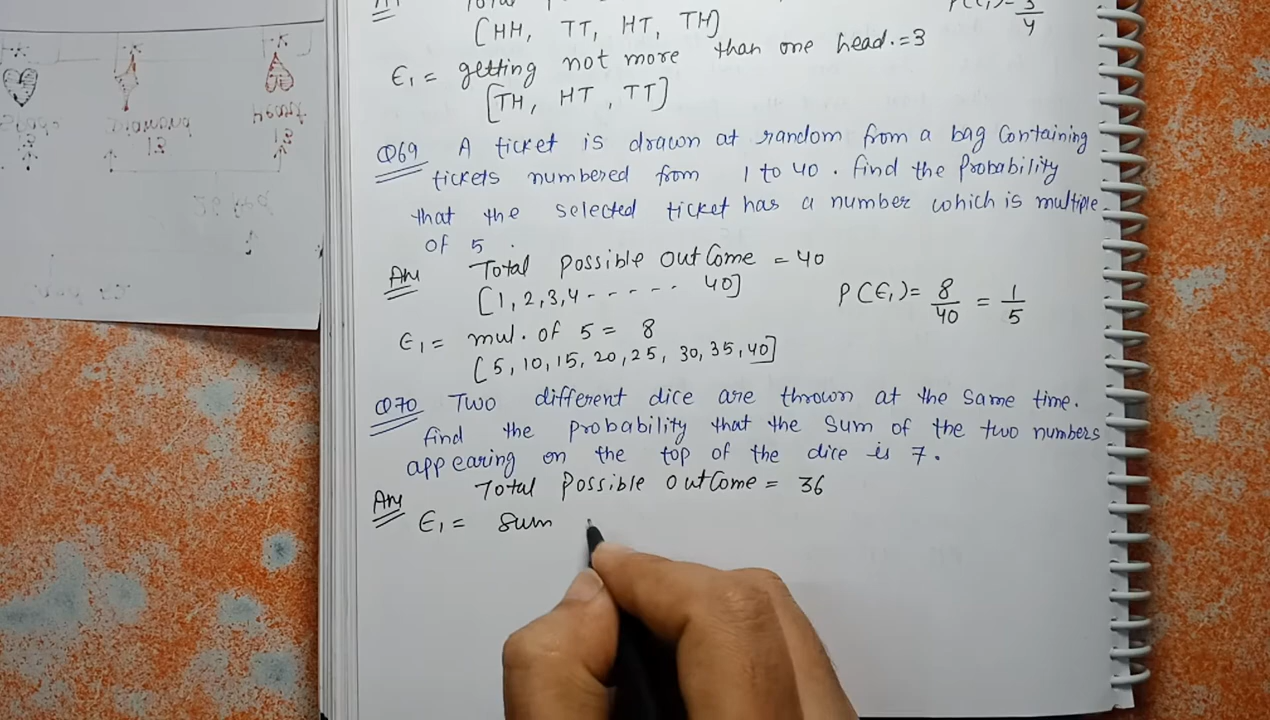 [HH, TT, HT, TH]
3
4
E₁ = getting not more than one head. = 3
[TH, HT, TT]
Q69 A ticket is drawn at random from a bag Containing
tickets numbered from 1 to 40. find the Probability
that the selected ticket has a number which is multiple
of 5
Ans Total Possible OutCome = 40
[1, 2, 3, 4 - - - - - - 40]
P(E₁) = 8/40 = 1/5
E₁ = mul. of 5 = 8
[5, 10, 15, 20, 25, 30, 35, 40]
Q70 Two different dice are thrown at the same time.
find the probability that the sum of the two numbers
appearing on the top of the dice is 7.
Ans Total Possible OutCome = 36
E₁ = Sum